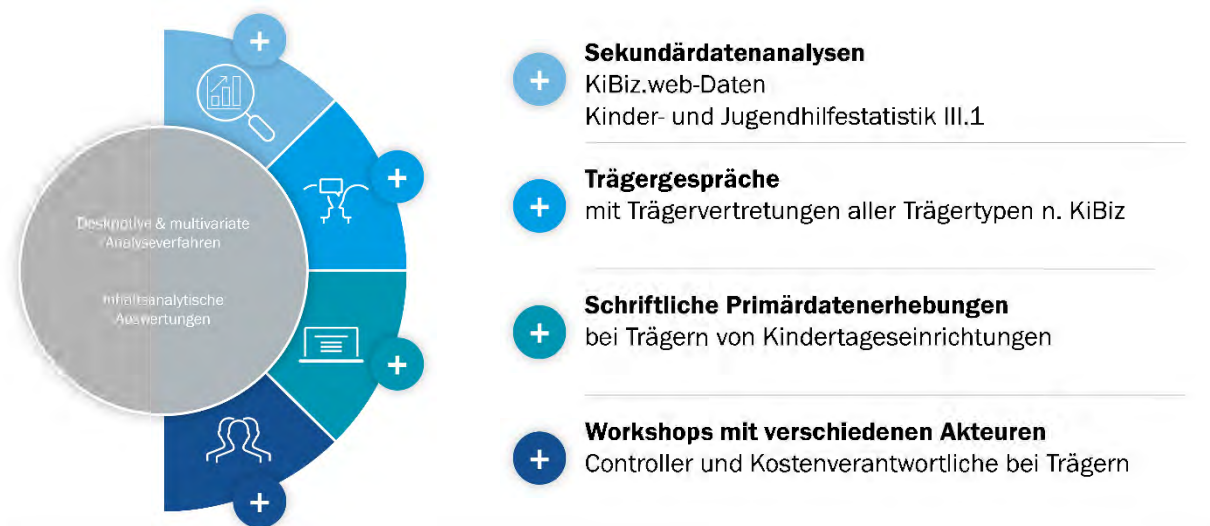 Deskriptive & multivariate
Analyseverfahren
Inhaltsanalytische
Auswertungen
Sekundärdatenanalysen
KiBiz.web-Daten
Kinder- und Jugendhilfestatistik III.1
Trägergespräche
mit Trägervertretungen aller Trägertypen n. KiBiz
Schriftliche Primärdatenerhebungen
bei Trägern von Kindertageseinrichtungen
Workshops mit verschiedenen Akteuren
Controller und Kostenverantwortliche bei Trägern